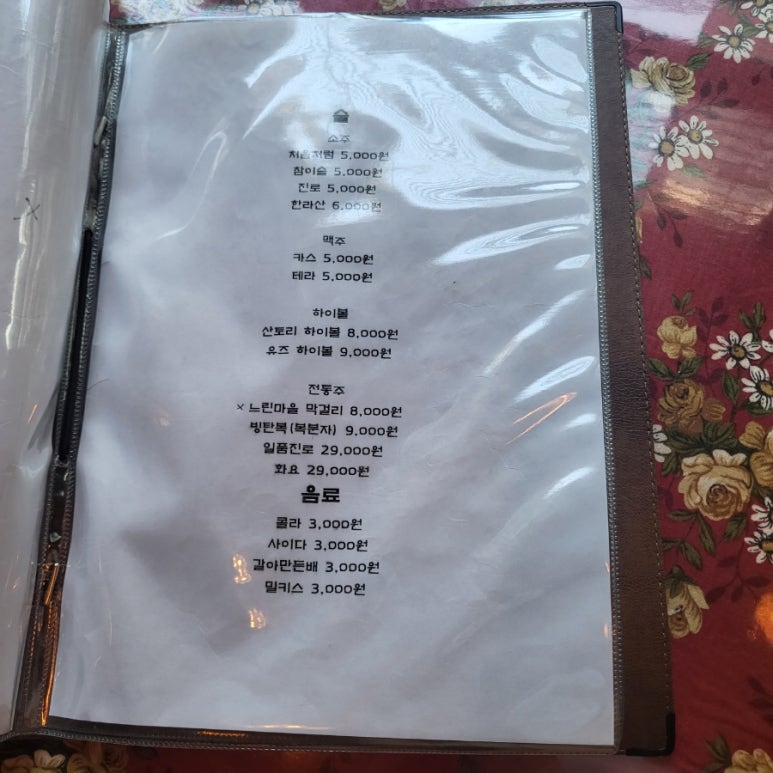 술
소주
처음처럼 5,000원
참이슬 5,000원
진로 5,000원
한라산 6,000원
맥주
카스 5,000원
테라 5,000원
하이볼
산토리 하이볼 8,000원
유즈 하이볼 9,000원
전통주
× 느린마을 막걸리 8,000원
빙탄복(복분자) 9,000원
일품진로 29,000원
화요 29,000원
음료
콜라 3,000원
사이다 3,000원
갈아만든배 3,000원
밀키스 3,000원